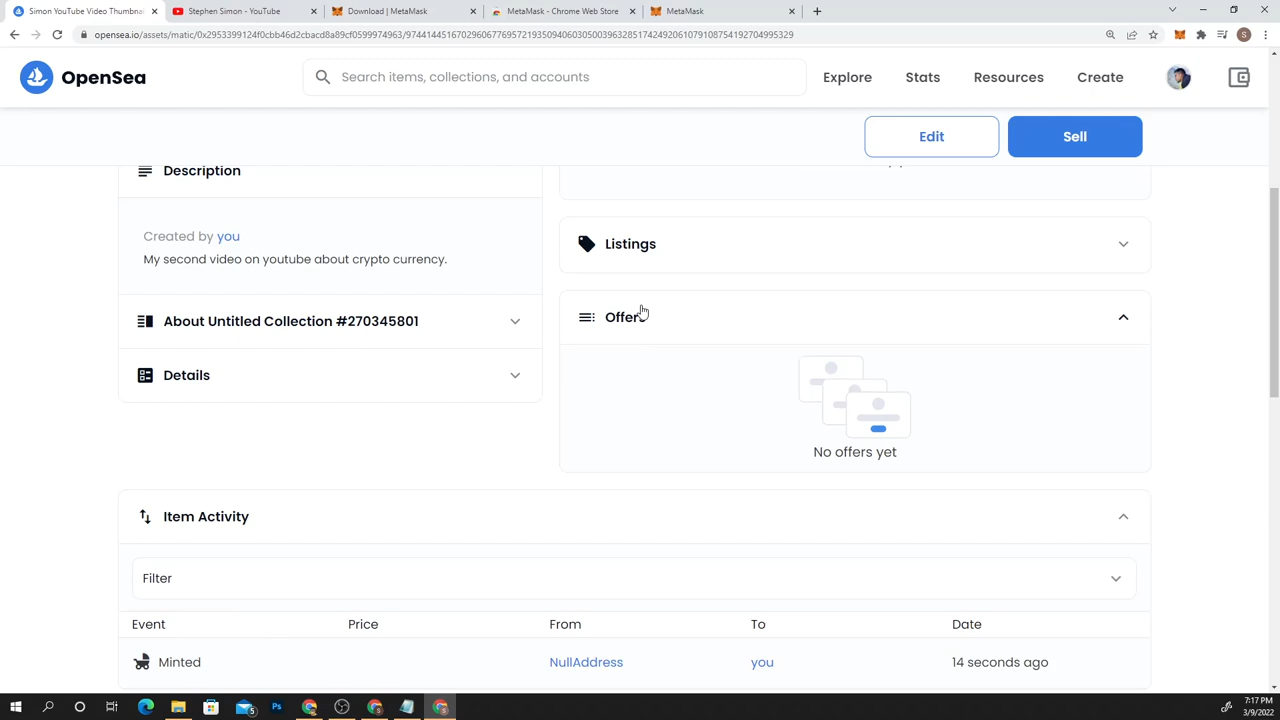 Simon YouTube Video Thumbnai
Stephen Simon - YouTube
Download | MetaMask
MetaMask - Chrome Web Store
MetaMask
opensea.io/assets/matic/0x2953399124f0cbb46d2cbacd8a89cf0599974963/97441445167029606776957219350940603050039632851742492061079108754192704995329
S
OpenSea
Search items, collections, and accounts
Explore
Stats
Resources
Create
Edit
Sell
Description
Created by you
My second video on youtube about crypto currency.
About Untitled Collection #270345801
Details
Listings
Offers
No offers yet
Item Activity
Filter
Event Price From To Date
Minted NullAddress you 14 seconds ago
7:17 PM
3/9/2022